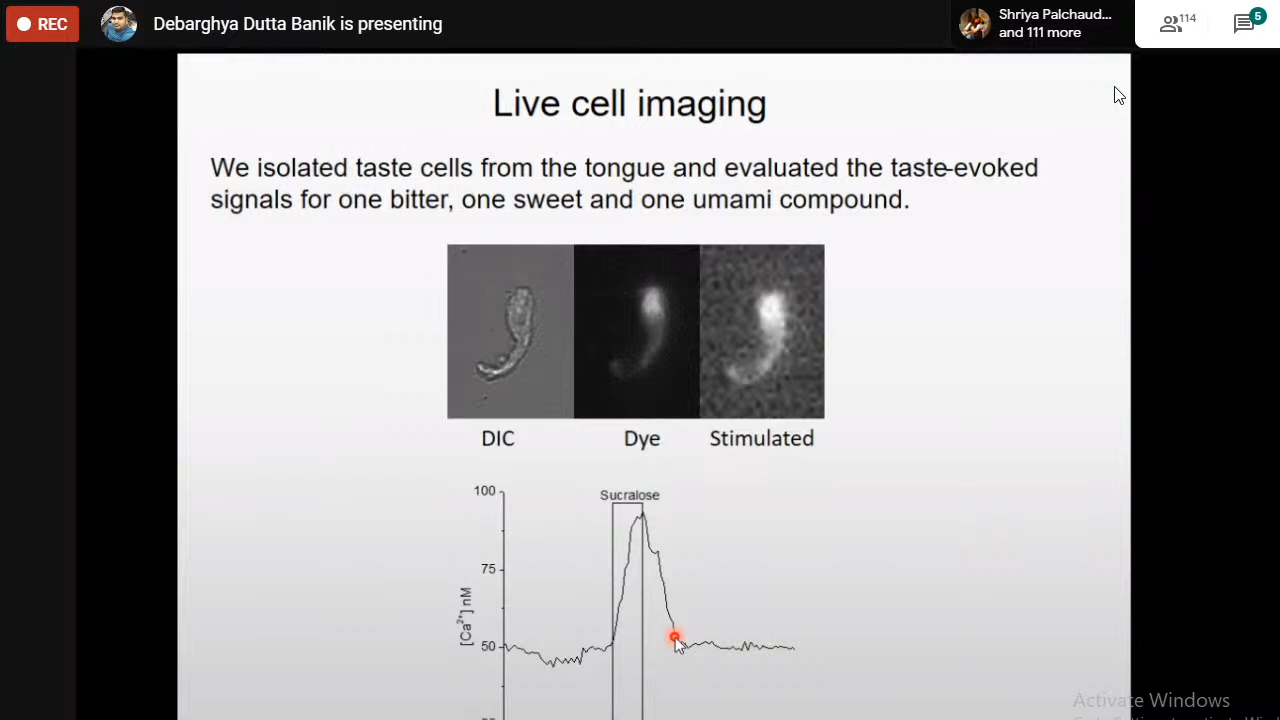 REC
Debarghya Dutta Banik is presenting
Shriya Palchaud...
and 111 more
114
5
Live cell imaging
We isolated taste cells from the tongue and evaluated the taste-evoked
signals for one bitter, one sweet and one umami compound.
DIC
Dye
Stimulated
100
Sucralose
75
[Ca²⁺] nM
50
Activate Windows